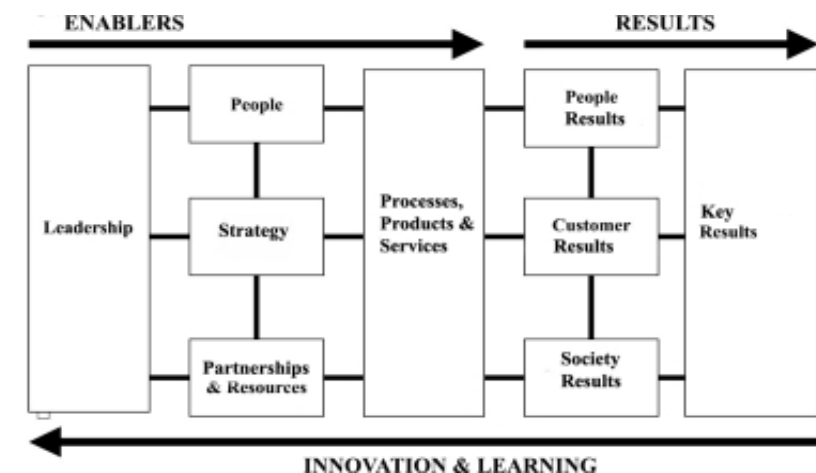 ENABLERS
RESULTS
Leadership
People
Strategy
Partnerships
& Resources
Processes,
Products &
Services
People
Results
Customer
Results
Society
Results
Key
Results
INNOVATION & LEARNING